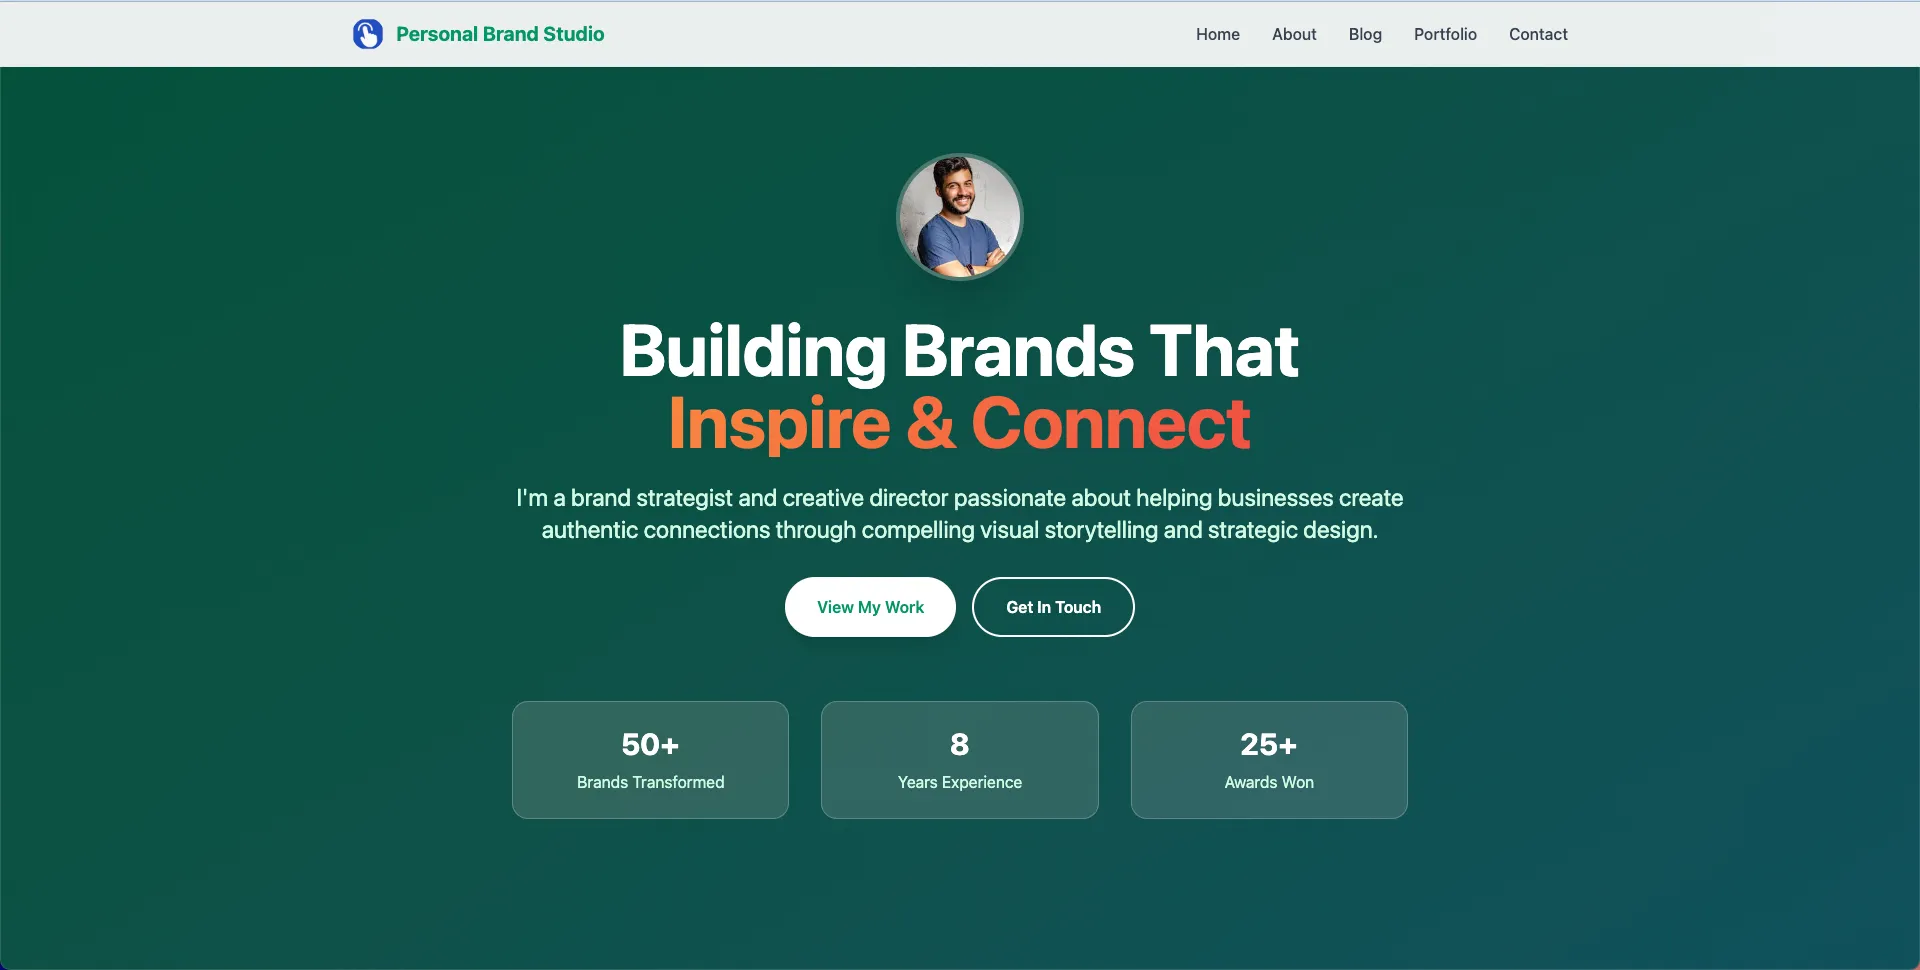 Personal Brand Studio
Home
About
Blog
Portfolio
Contact
Building Brands That
Inspire & Connect
I'm a brand strategist and creative director passionate about helping businesses create
authentic connections through compelling visual storytelling and strategic design.
View My Work
Get In Touch
50+
Brands Transformed
8
Years Experience
25+
Awards Won